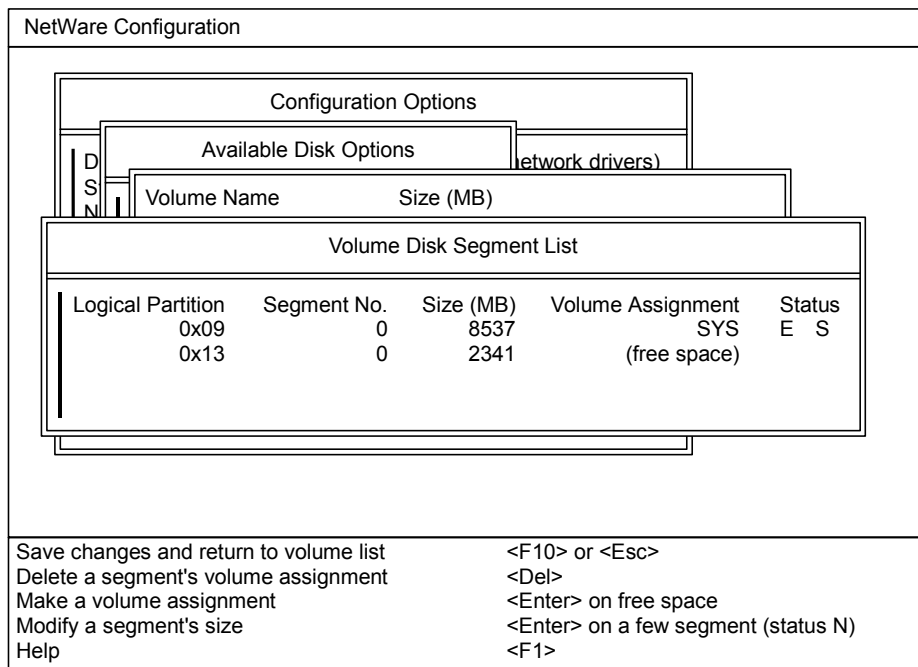 NetWare Configuration
Configuration Options
Available Disk Options
D etwork drivers)
S
N
Volume Name Size (MB)
Volume Disk Segment List
Logical Partition Segment No. Size (MB) Volume Assignment Status
0x09 0 8537 SYS E S
0x13 0 2341 (free space)
Save changes and return to volume list <F10> or <Esc>
Delete a segment's volume assignment <Del>
Make a volume assignment <Enter> on free space
Modify a segment's size <Enter> on a few segment (status N)
Help <F1>